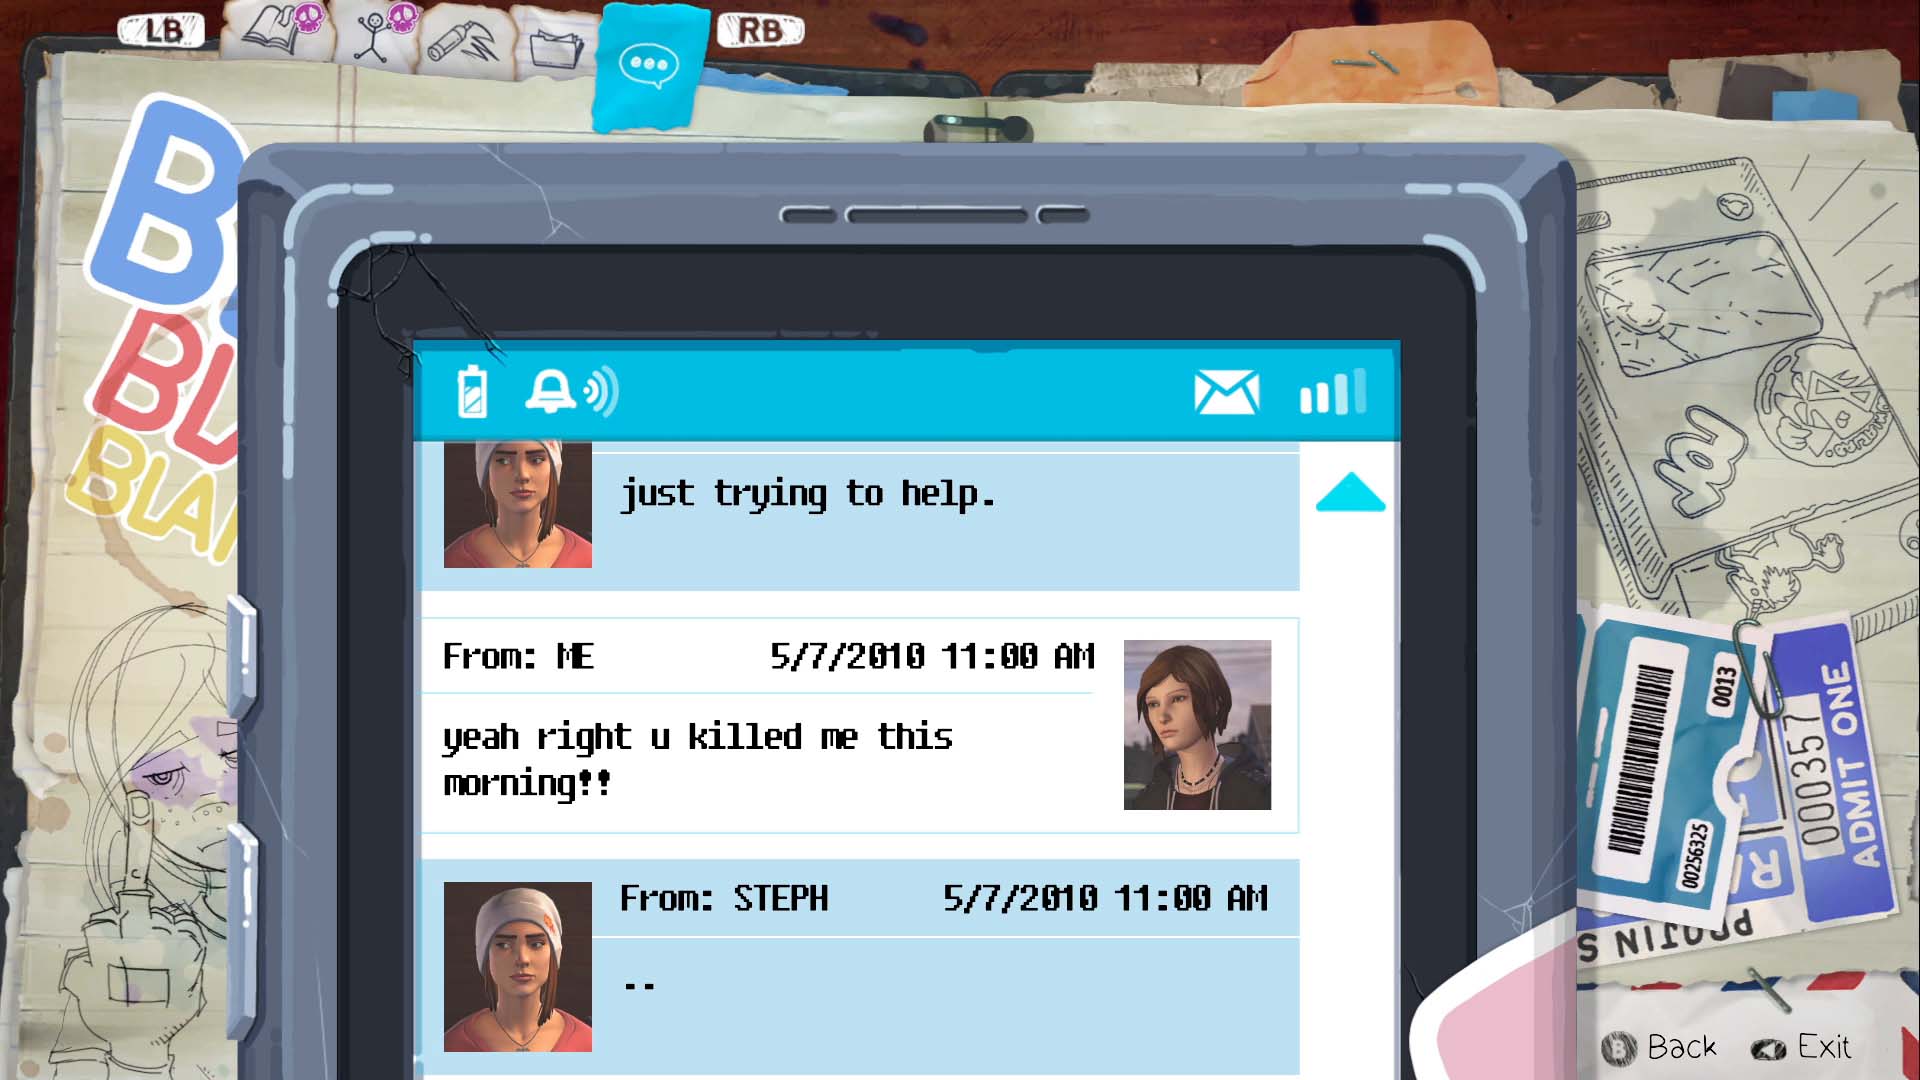 LB
RB
BLAH
just trying to help.
From: ME 5/7/2010 11:00 AM
yeah right u killed me this
morning!!
From: STEPH 5/7/2010 11:00 AM
--
0013
00256325
000357
ADMIT ONE
B Back Exit